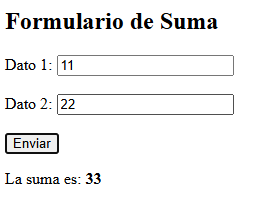 Formulario de Suma
Dato 1: 11
Dato 2: 22
Enviar
La suma es: 33